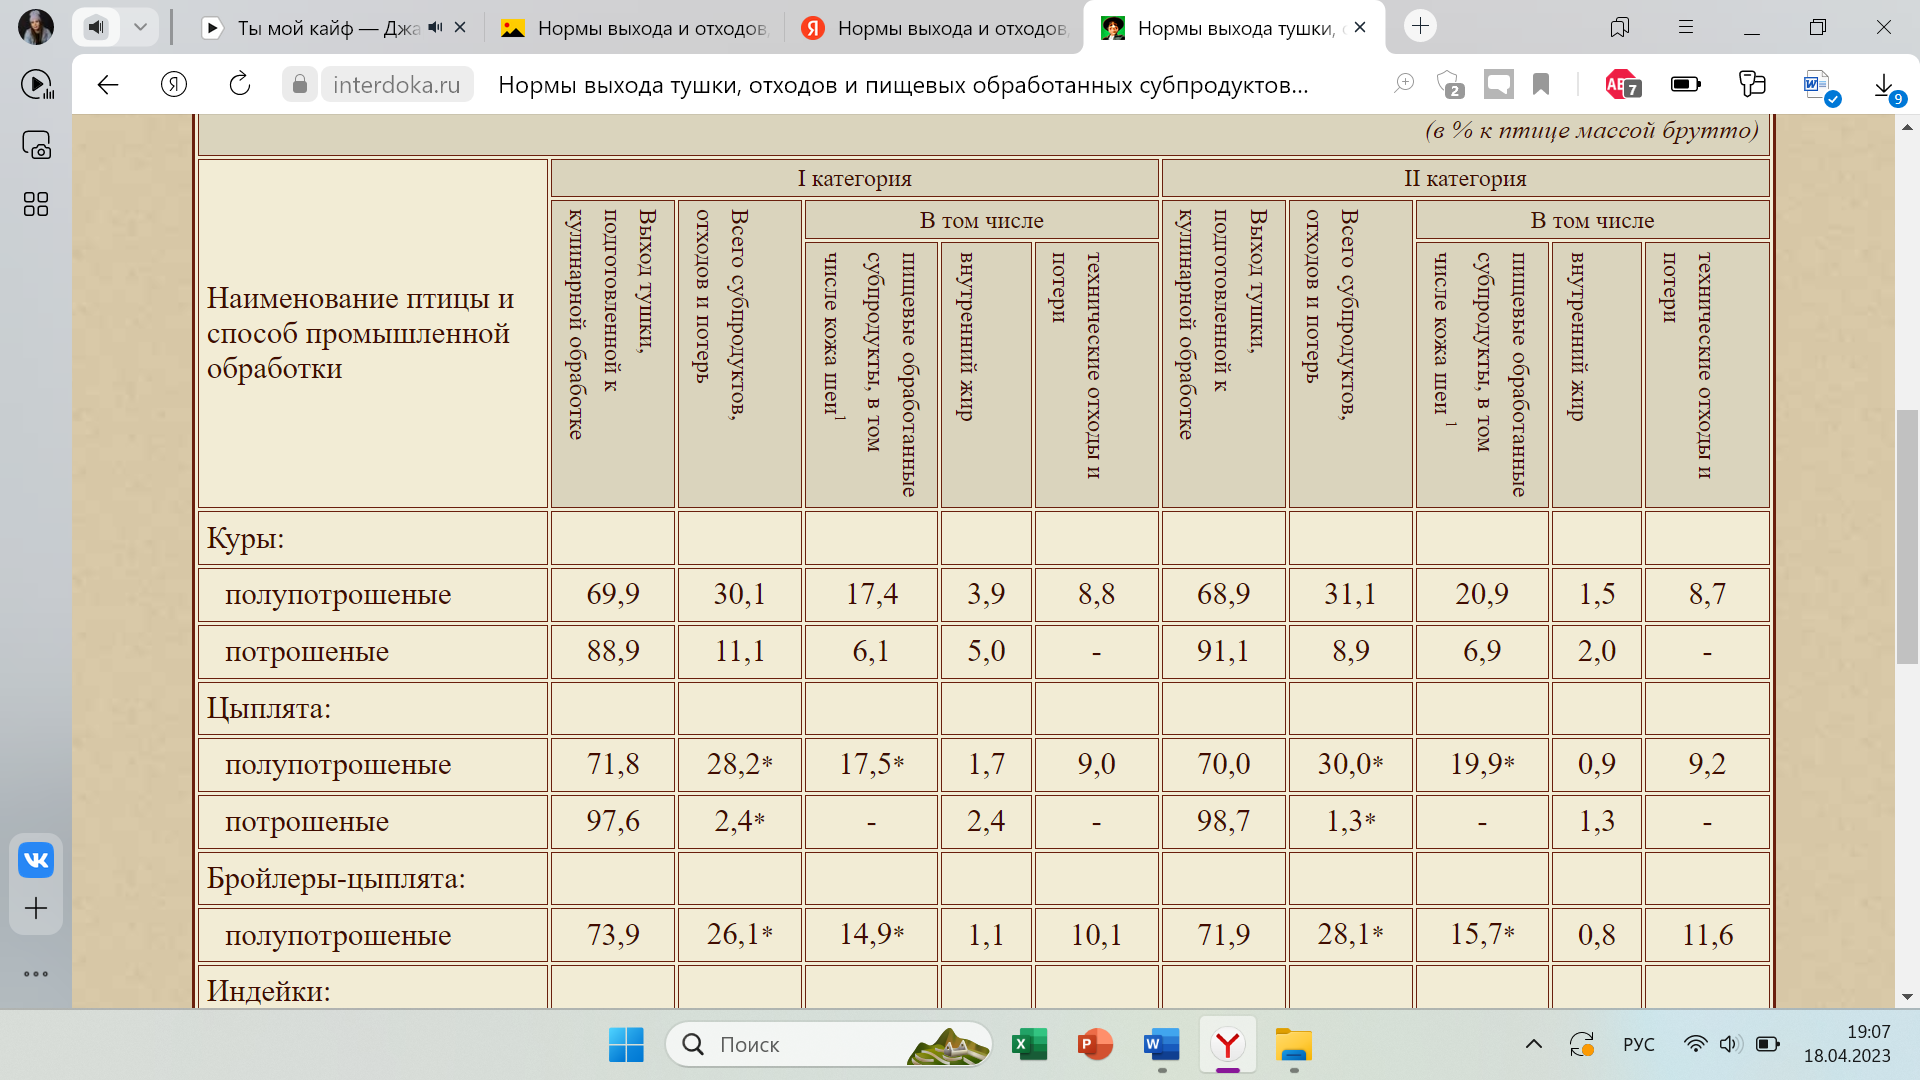 Ты мой кайф — Джа
Нормы выхода и отходов,
Нормы выхода и отходов,
Нормы выхода тушки,
interdoka.ru
Нормы выхода тушки, отходов и пищевых обработанных субпродуктов...
2
7
9
(в % к птице массой брутто)
Наименование птицы и
способ промышленной
обработки
I категория
II категория
Выход тушки,
подготовленной к
кулинарной обработке
Всего субпродуктов,
отходов и потерь
В том числе
пищевые обработанные
субпродукты, в том
числе кожа шеи¹
внутренний жир
технические отходы и
потери
Выход тушки,
подготовленной к
кулинарной обработке
Всего субпродуктов,
отходов и потерь
В том числе
пищевые обработанные
субпродукты, в том
числе кожа шеи ¹
внутренний жир
технические отходы и
потери
Куры:
полупотрошеные 69,9 30,1 17,4 3,9 8,8 68,9 31,1 20,9 1,5 8,7
потрошеные 88,9 11,1 6,1 5,0 - 91,1 8,9 6,9 2,0 -
Цыплята:
полупотрошеные 71,8 28,2* 17,5* 1,7 9,0 70,0 30,0* 19,9* 0,9 9,2
потрошеные 97,6 2,4* - 2,4 - 98,7 1,3* - 1,3 -
Бройлеры-цыплята:
полупотрошеные 73,9 26,1* 14,9* 1,1 10,1 71,9 28,1* 15,7* 0,8 11,6
Индейки:
Поиск
РУС
19:07
18.04.2023